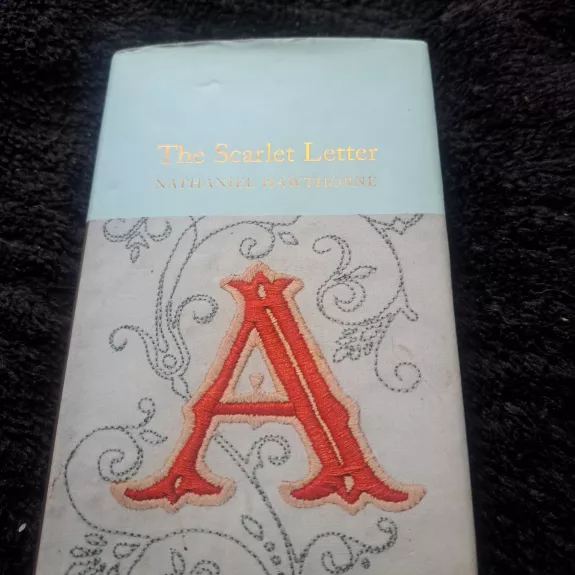 The Scarlet Letter
NATHANIEL HAWTHORNE
A